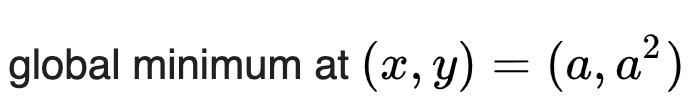 global minimum at (x, y) = (a, a²)